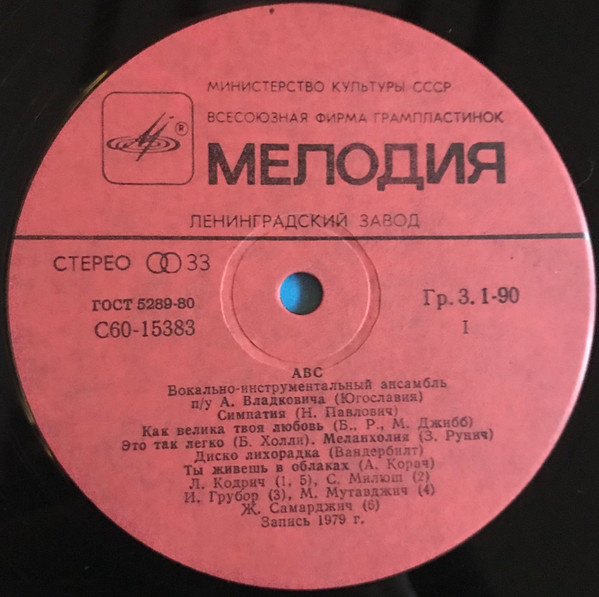 МИНИСТЕРСТВО КУЛЬТУРЫ СССР
ВСЕСОЮЗНАЯ ФИРМА ГРАМПЛАСТИНОК
®
МЕЛОДИЯ
ЛЕНИНГРАДСКИЙ ЗАВОД
СТЕРЕО 33
ГОСТ 5289-80
Гр. 3. 1-90
С60-15383
I
АВС
Вокально-инструментальный ансамбль
п/у А. Владковича (Югославия)
Симпатия (Н. Павлович)
Как велика твоя любовь (Б., Р., М. Джибб)
Это так легко (Б. Холли). Меланхолия (З. Рунич)
Диско лихорадка (Вандербилт)
Ты живешь в облаках (А. Корач)
Л. Кодрич (1, 5), С. Милюш (2)
И. Грубор (3), М. Мутавджич (4)
Ж. Самарджич (6)
Запись 1979 г.